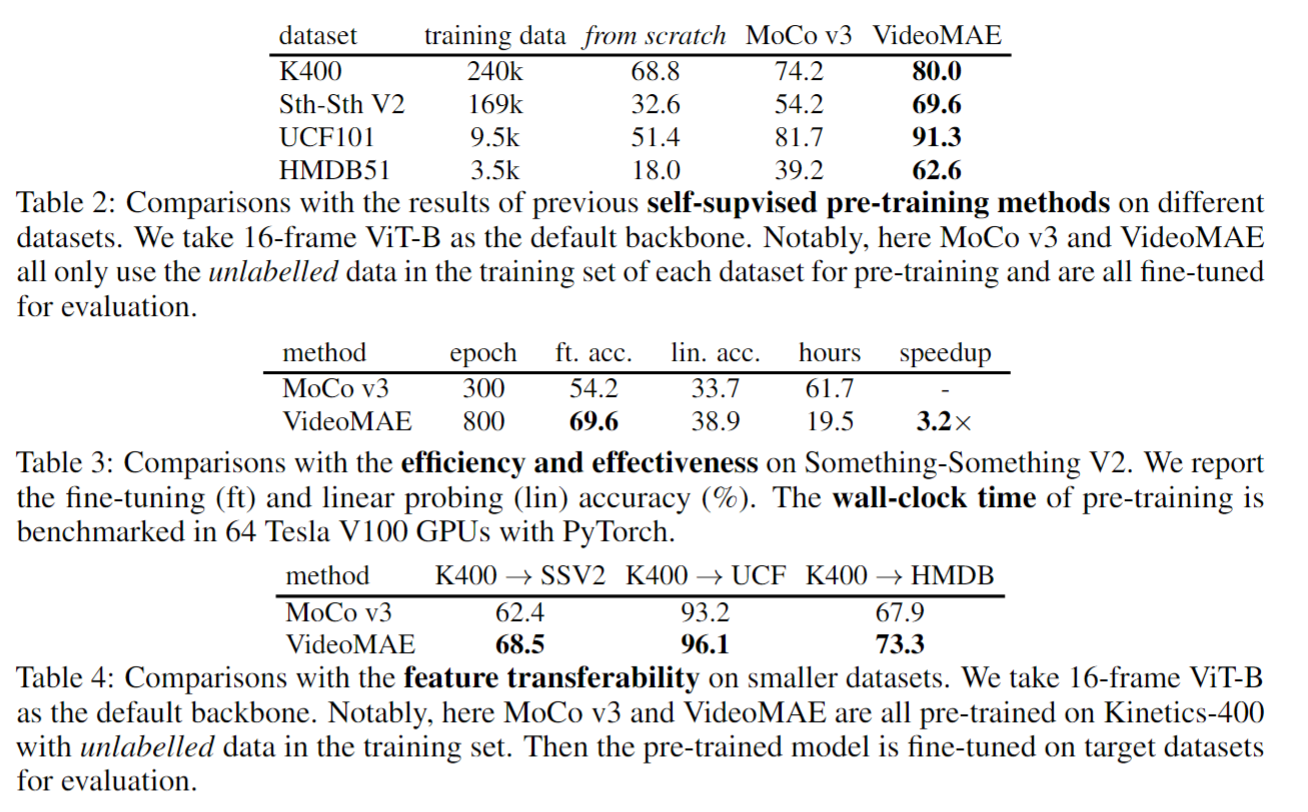 dataset training data from scratch MoCo v3 VideoMAE
K400 240k 68.8 74.2 80.0
Sth-Sth V2 169k 32.6 54.2 69.6
UCF101 9.5k 51.4 81.7 91.3
HMDB51 3.5k 18.0 39.2 62.6
Table 2: Comparisons with the results of previous self-supvised pre-training methods on different
datasets. We take 16-frame ViT-B as the default backbone. Notably, here MoCo v3 and VideoMAE
all only use the unlabelled data in the training set of each dataset for pre-training and are all fine-tuned
for evaluation.
method epoch ft. acc. lin. acc. hours speedup
MoCo v3 300 54.2 33.7 61.7 -
VideoMAE 800 69.6 38.9 19.5 3.2×
Table 3: Comparisons with the efficiency and effectiveness on Something-Something V2. We report
the fine-tuning (ft) and linear probing (lin) accuracy (%). The wall-clock time of pre-training is
benchmarked in 64 Tesla V100 GPUs with PyTorch.
method K400 → SSV2 K400 → UCF K400 → HMDB
MoCo v3 62.4 93.2 67.9
VideoMAE 68.5 96.1 73.3
Table 4: Comparisons with the feature transferability on smaller datasets. We take 16-frame ViT-B
as the default backbone. Notably, here MoCo v3 and VideoMAE are all pre-trained on Kinetics-400
with unlabelled data in the training set. Then the pre-trained model is fine-tuned on target datasets
for evaluation.